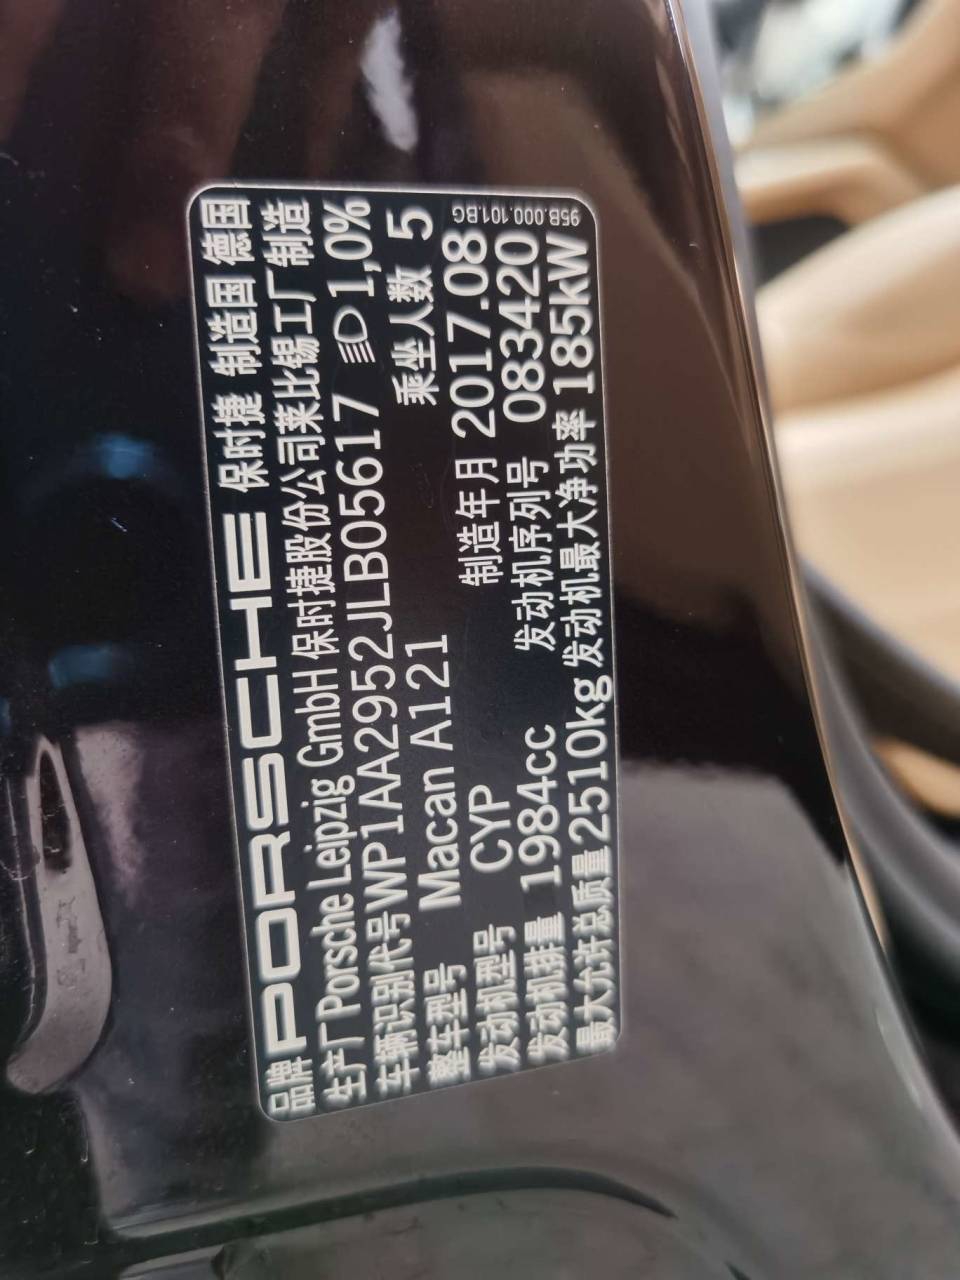 品牌 PORSCHE 保时捷 制造国 德国
生产厂 Porsche Leipzig GmbH 保时捷股份公司莱比锡工厂制造
车辆识别代号 WP1AA2952JLB05617 1,0%
整车型号 Macan A121 乘坐人数 5
发动机型号 CYP 制造年月 2017.08
发动机排量 1984cc 发动机序列号 083420
最大允许总质量 2510kg 发动机最大净功率 185kW
95B.000.101.BG